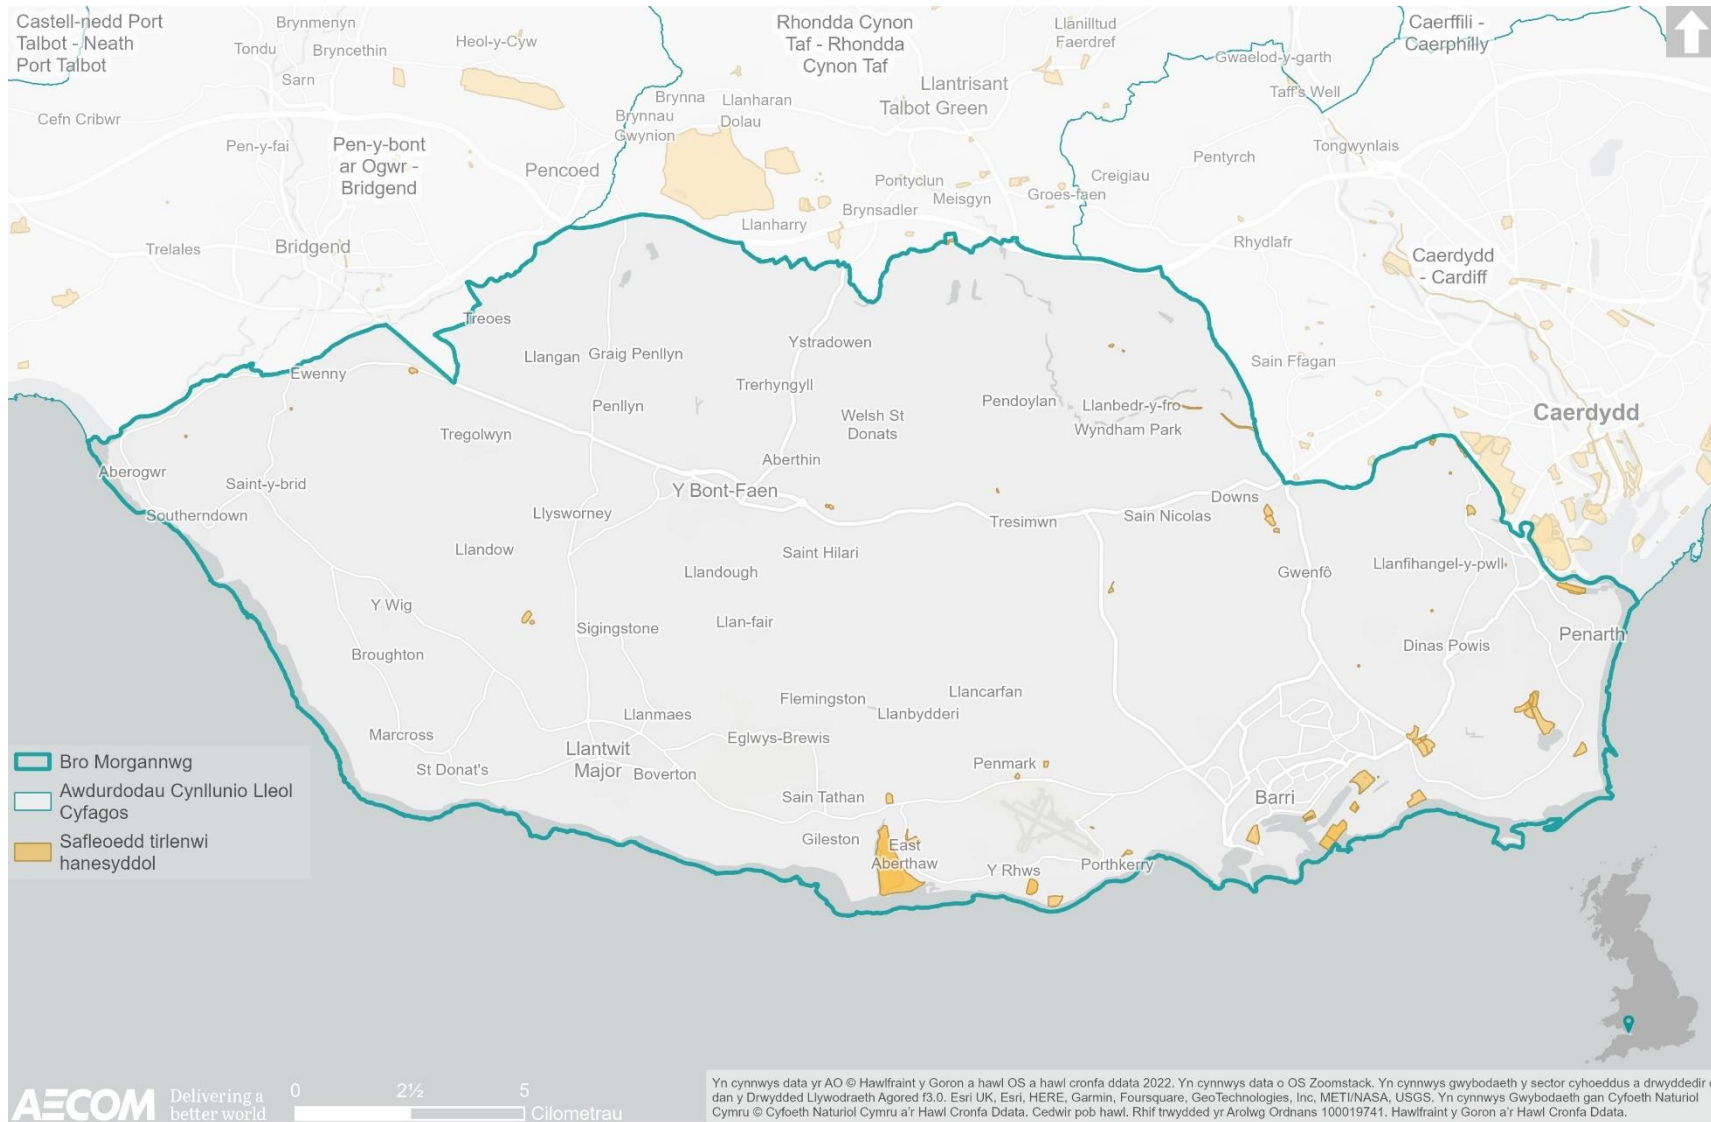 Castell-nedd Port
Talbot - Neath
Port Talbot
Brynmenyn
Tondu
Bryncethin
Heol-y-Cyw
Sarn
Cefn Cribwr
Pen-y-fai
Pen-y-bont
ar Ogwr -
Bridgend
Pencoed
Trelales
Bridgend
Rhondda Cynon
Taf - Rhondda
Cynon Taf
Llanilltud
Faerdref
Caerffili -
Caerphilly
Gwaelod-y-garth
Taff's Well
Llantrisant
Talbot Green
Brynna
Llanharan
Brynnau
Gwynion
Dolau
Tongwynlais
Pentyrch
Creigiau
Pontyclun
Meisgyn
Groes-faen
Brynsadler
Llanharry
Rhydlafr
Caerdydd
- Cardiff
Treoes
Llangan
Graig Penllyn
Ystradowen
Sain Ffagan
Ewenny
Trerhyngyll
Penllyn
Welsh St
Donats
Pendoylan
Llanbedr-y-fro
Wyndham Park
Caerdydd
Tregolwyn
Aberogwr
Saint-y-brid
Aberthin
Y Bont-Faen
Downs
Southerndown
Llysworney
Tresimwn
Sain Nicolas
Llandow
Saint Hilari
Llandough
Gwenfô
Llanfihangel-y-pwll
Y Wig
Sigingstone
Llan-fair
Penarth
Dinas Powis
Broughton
Flemingston
Llancarfan
Llanbydderi
Llanmaes
Marcross
Eglwys-Brewis
Llantwit
Major
Boverton
St Donat's
Penmark
Sain Tathan
Barri
Gileston
East
Aberthaw
Y Rhws
Porthkerry
Bro Morgannwg
Awdurdodau Cynllunio Lleol
Cyfagos
Safleoedd tirlenwi
hanesyddol
AECOM
Delivering a
better world
0 2½ 5
Cilometrau
Yn cynnwys data yr AO © Hawlfraint y Goron a hawl OS a hawl cronfa ddata 2022. Yn cynnwys data o OS Zoomstack. Yn cynnwys gwybodaeth y sector cyhoeddus a drwyddedir
dan y Drwydded Llywodraeth Agored f3.0. Esri UK, Esri, HERE, Garmin, Foursquare, GeoTechnologies, Inc, METI/NASA, USGS. Yn cynnwys Gwybodaeth gan Cyfoeth Naturiol
Cymru © Cyfoeth Naturiol Cymru a'r Hawl Cronfa Ddata. Cedwir pob hawl. Rhif trwydded yr Arolwg Ordnans 100019741. Hawlfraint y Goron a'r Hawl Cronfa Ddata.